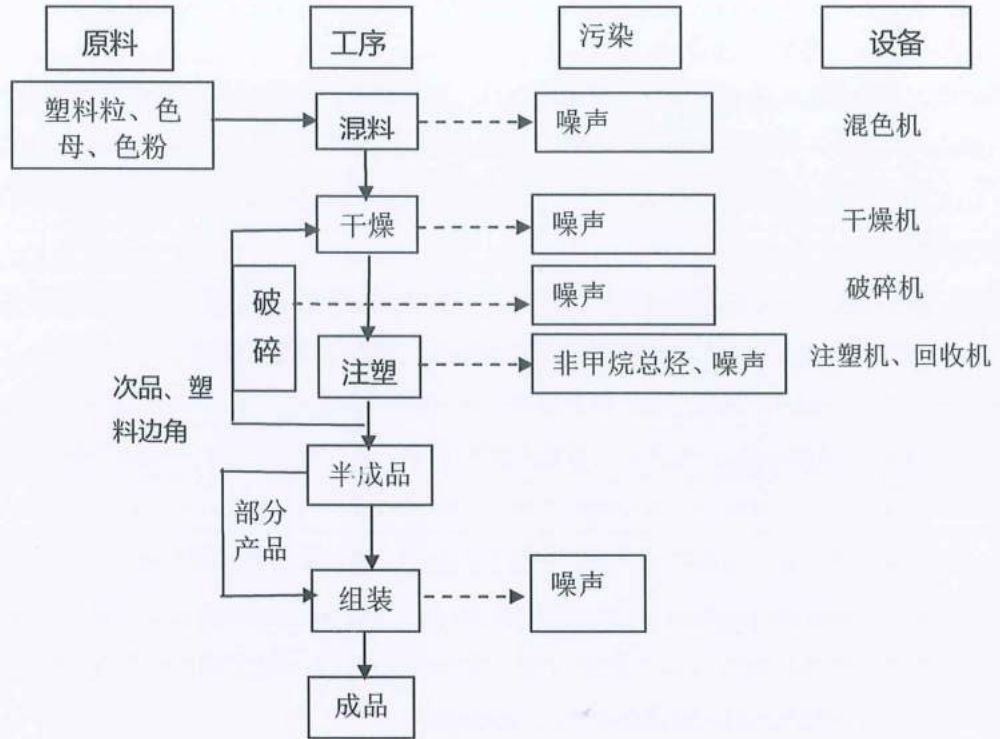 原料
工序
污染
设备
塑料粒、色
母、色粉
混料
噪声
混色机
干燥
噪声
干燥机
破
碎
噪声
破碎机
注塑
非甲烷总烃、噪声
注塑机、回收机
次品、塑
料边角
半成品
部分
产品
组装
噪声
成品